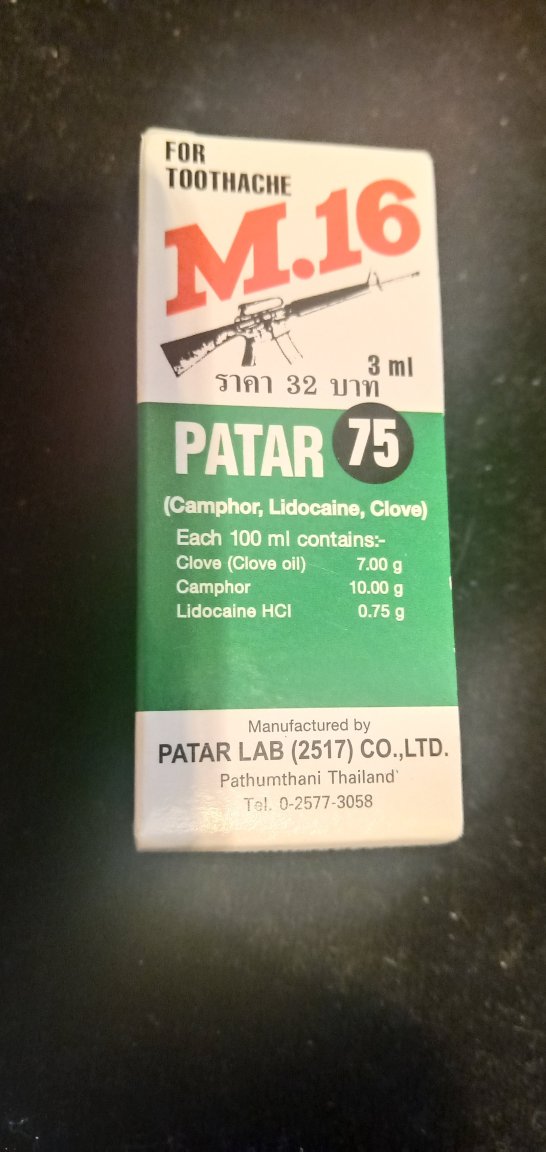 FOR
TOOTHACHE
M.16
3 ml
ราคา 32 บาท
PATAR 75
(Camphor, Lidocaine, Clove)
Each 100 ml contains:-
Clove (Clove oil) 7.00 g
Camphor 10.00 g
Lidocaine HCl 0.75 g
Manufactured by
PATAR LAB (2517) CO.,LTD.
Pathumthani Thailand
Tel. 0-2577-3058